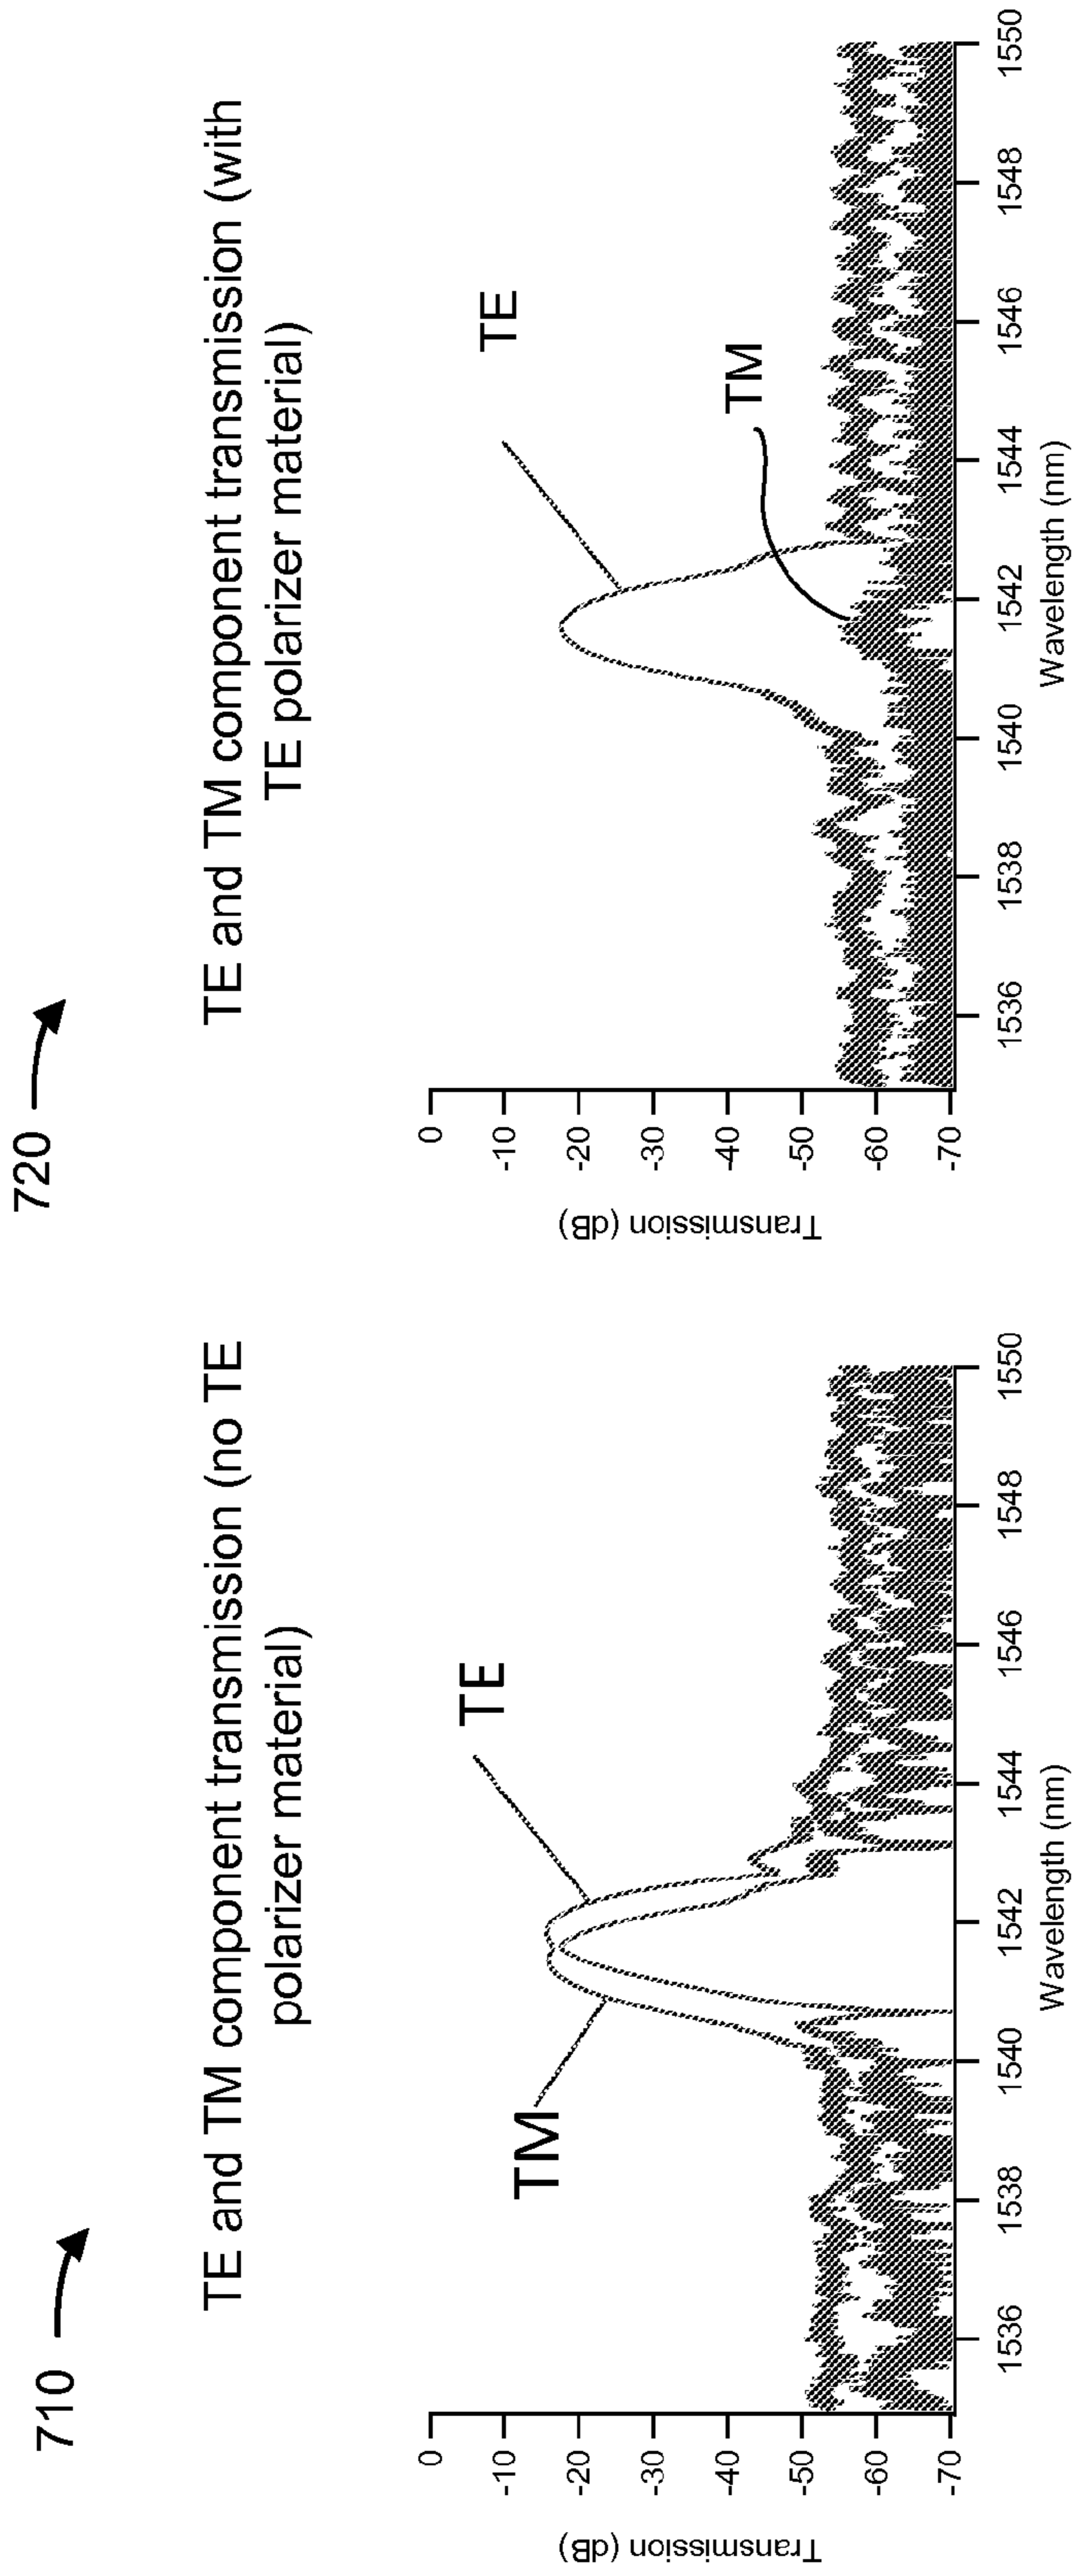 710
TE and TM component transmission (no TE
polarizer material)
TM
TE
Transmission (dB)
0
-10
-20
-30
-40
-50
-60
-70
1536
1538
1540
1542
1544
1546
1548
1550
Wavelength (nm)
720
TE and TM component transmission (with
TE polarizer material)
TE
TM
Transmission (dB)
0
-10
-20
-30
-40
-50
-60
-70
1536
1538
1540
1542
1544
1546
1548
1550
Wavelength (nm)